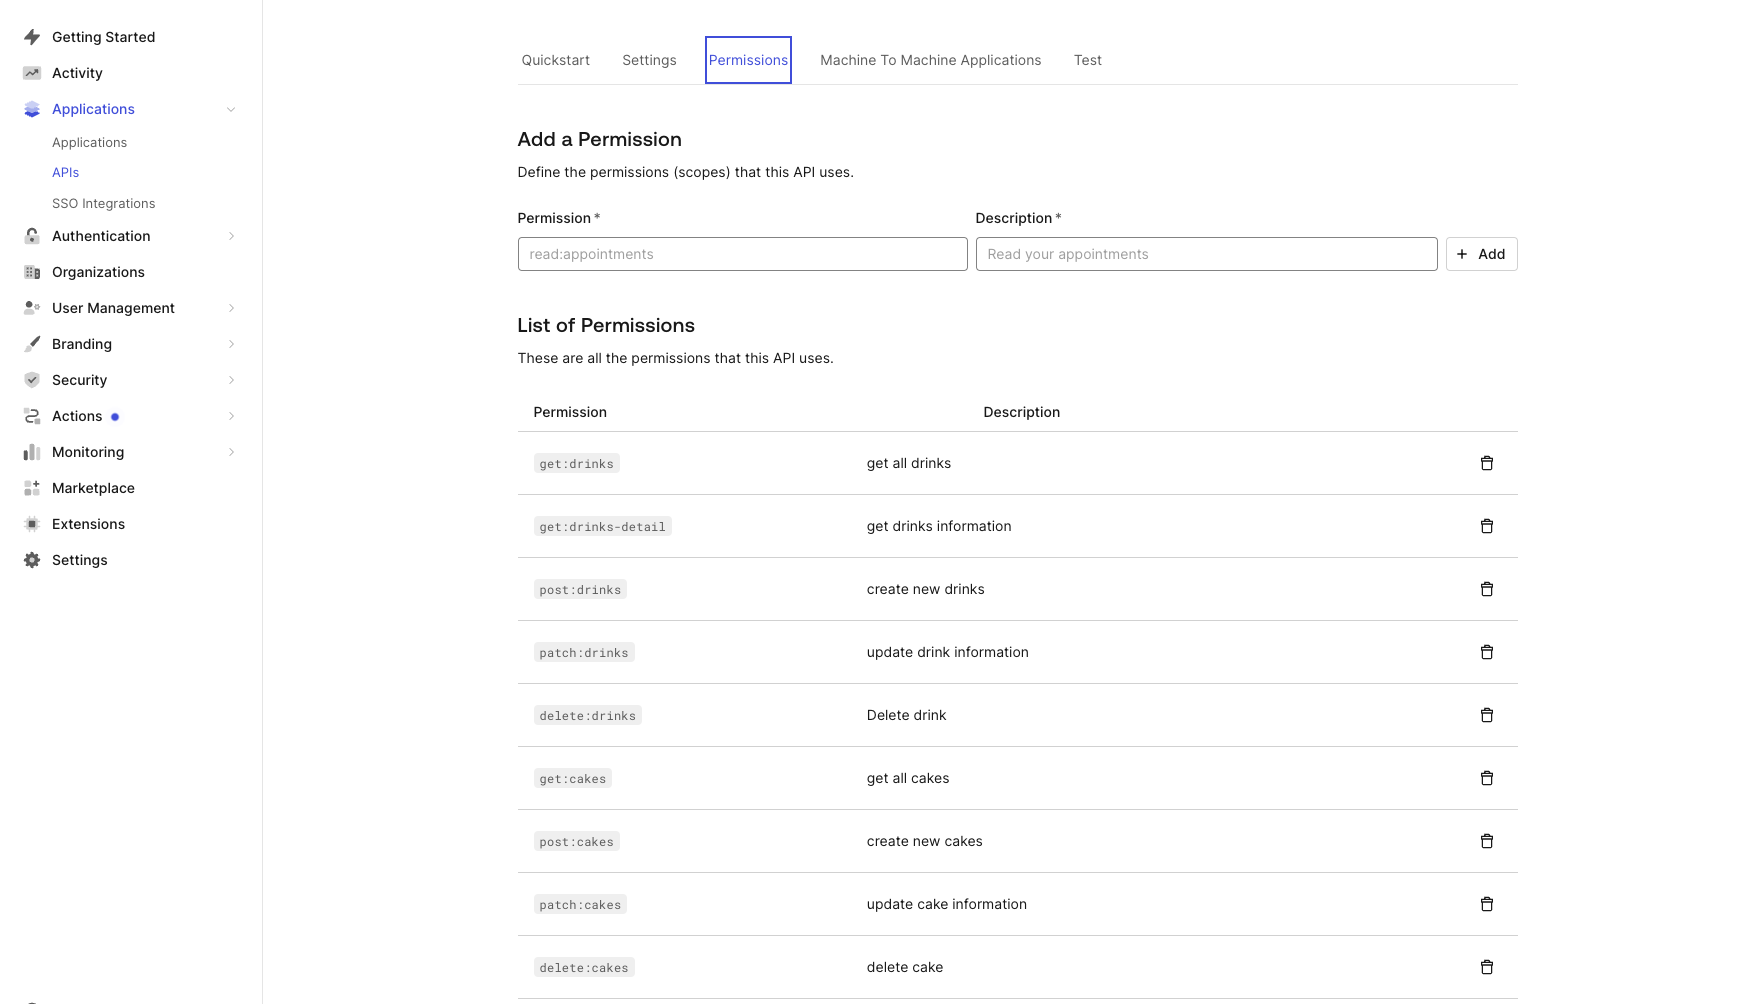 Getting Started
Activity
Applications
Applications
APIs
SSO Integrations
Authentication
Organizations
User Management
Branding
Security
Actions
Monitoring
Marketplace
Extensions
Settings
Quickstart Settings Permissions Machine To Machine Applications Test
Add a Permission
Define the permissions (scopes) that this API uses.
Permission * Description *
read:appointments Read your appointments + Add
List of Permissions
These are all the permissions that this API uses.
Permission Description
get:drinks get all drinks
get:drinks-detail get drinks information
post:drinks create new drinks
patch:drinks update drink information
delete:drinks Delete drink
get:cakes get all cakes
post:cakes create new cakes
patch:cakes update cake information
delete:cakes delete cake